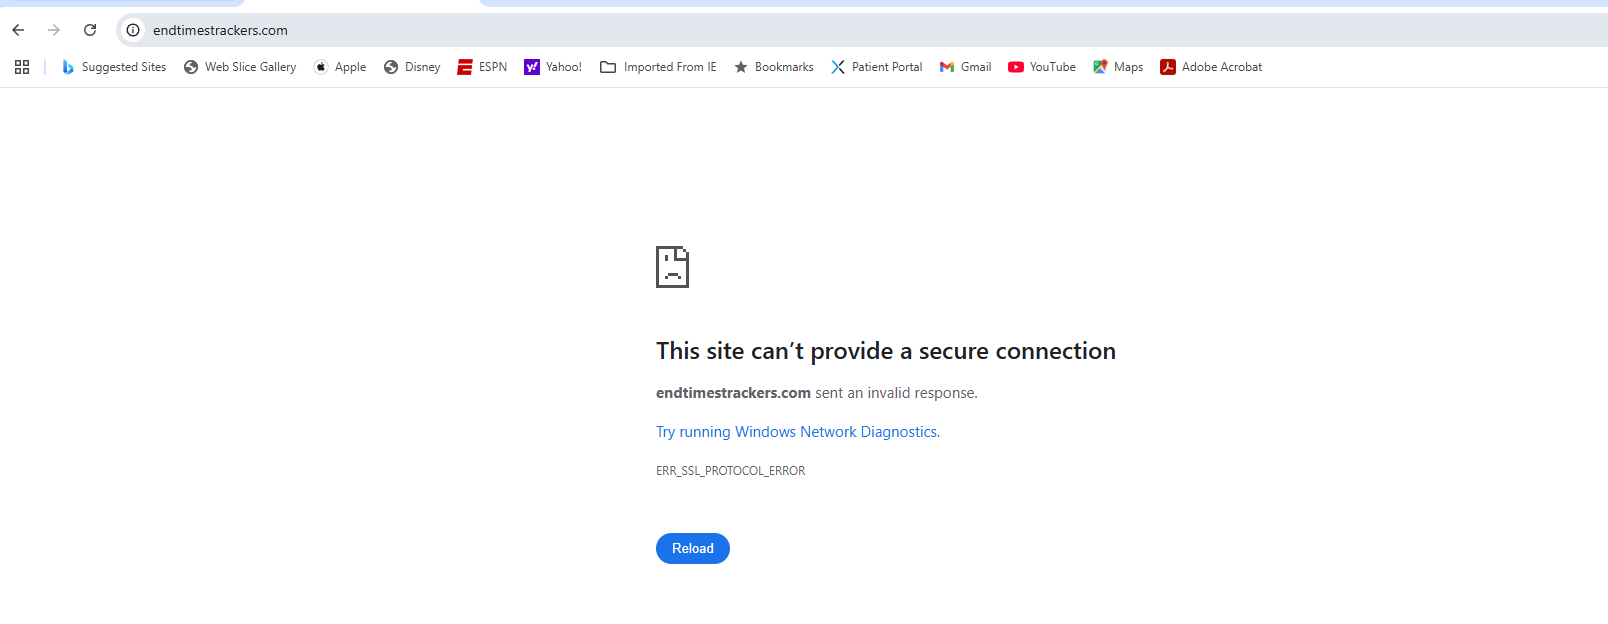 endtimestrackers.com
Suggested Sites Web Slice Gallery Apple Disney ESPN Yahoo! Imported From IE Bookmarks Patient Portal Gmail YouTube Maps Adobe Acrobat
This site can’t provide a secure connection
endtimestrackers.com sent an invalid response.
Try running Windows Network Diagnostics.
ERR_SSL_PROTOCOL_ERROR
Reload